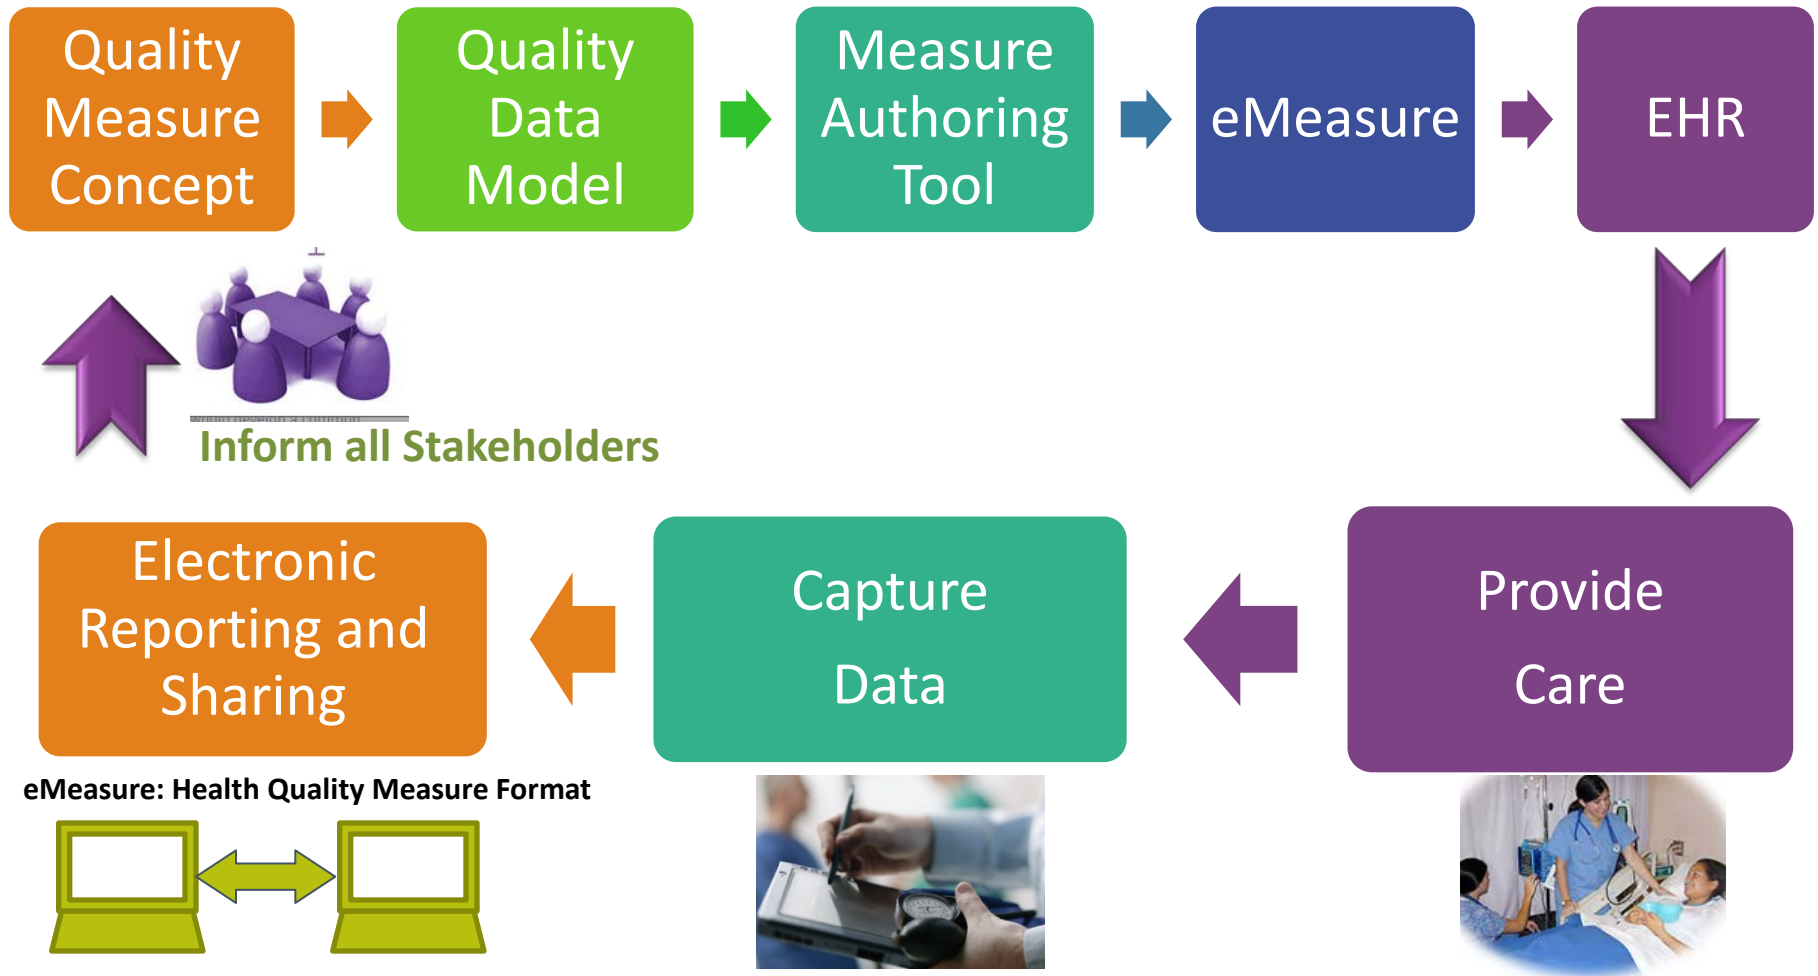 Quality
Measure
Concept
Quality
Data
Model
Measure
Authoring
Tool
eMeasure
EHR
Inform all Stakeholders
Electronic
Reporting and
Sharing
Capture
Data
Provide
Care
eMeasure: Health Quality Measure Format